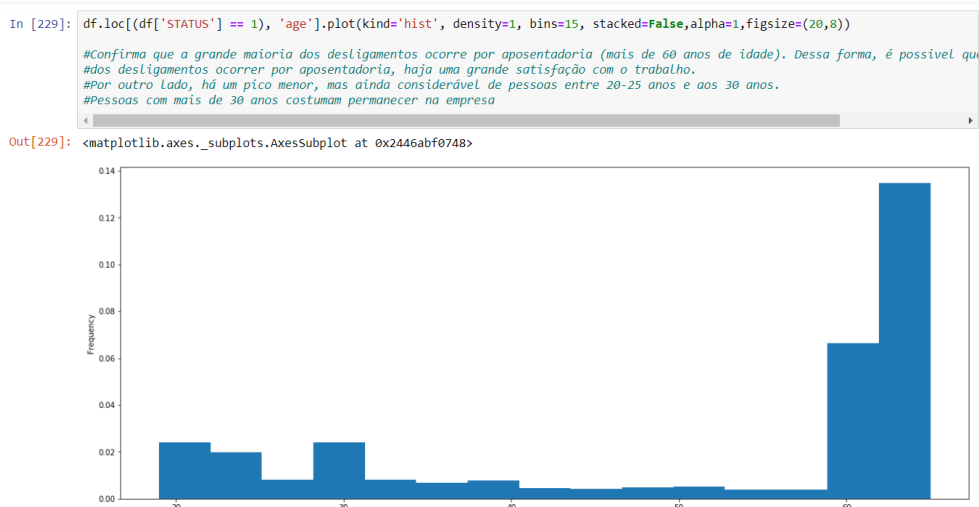 In [229]: df.loc[(df['STATUS'] == 1), 'age'].plot(kind='hist', density=1, bins=15, stacked=False,alpha=1,figsize=(20,8))
#Confirma que a grande maioria dos desligamentos ocorre por aposentadoria (mais de 60 anos de idade). Dessa forma, é possivel que
#dos desligamentos ocorrer por aposentadoria, haja uma grande satisfação com o trabalho.
#Por outro lado, há um pico menor, mas ainda considerável de pessoas entre 20-25 anos e aos 30 anos.
#Pessoas com mais de 30 anos costumam permanecer na empresa
Out[229]: <matplotlib.axes._subplots.AxesSubplot at 0x2446abf0748>
0.14
0.12
0.10
0.08
Frequency
0.06
0.04
0.02
0.00
20 30 40 50 60